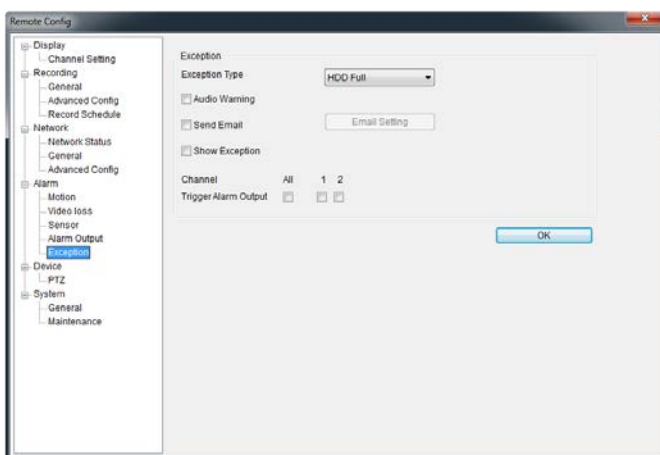 Remote Config
Display
Channel Setting
Recording
General
Advanced Config
Record Schedule
Network
Network Status
General
Advanced Config
Alarm
Motion
Video loss
Sensor
Alarm Output
Exception
Device
PTZ
System
General
Maintenance
Exception
Exception Type HDD Full
Audio Warning
Send Email Email Setting
Show Exception
Channel All 1 2
Trigger Alarm Output
OK